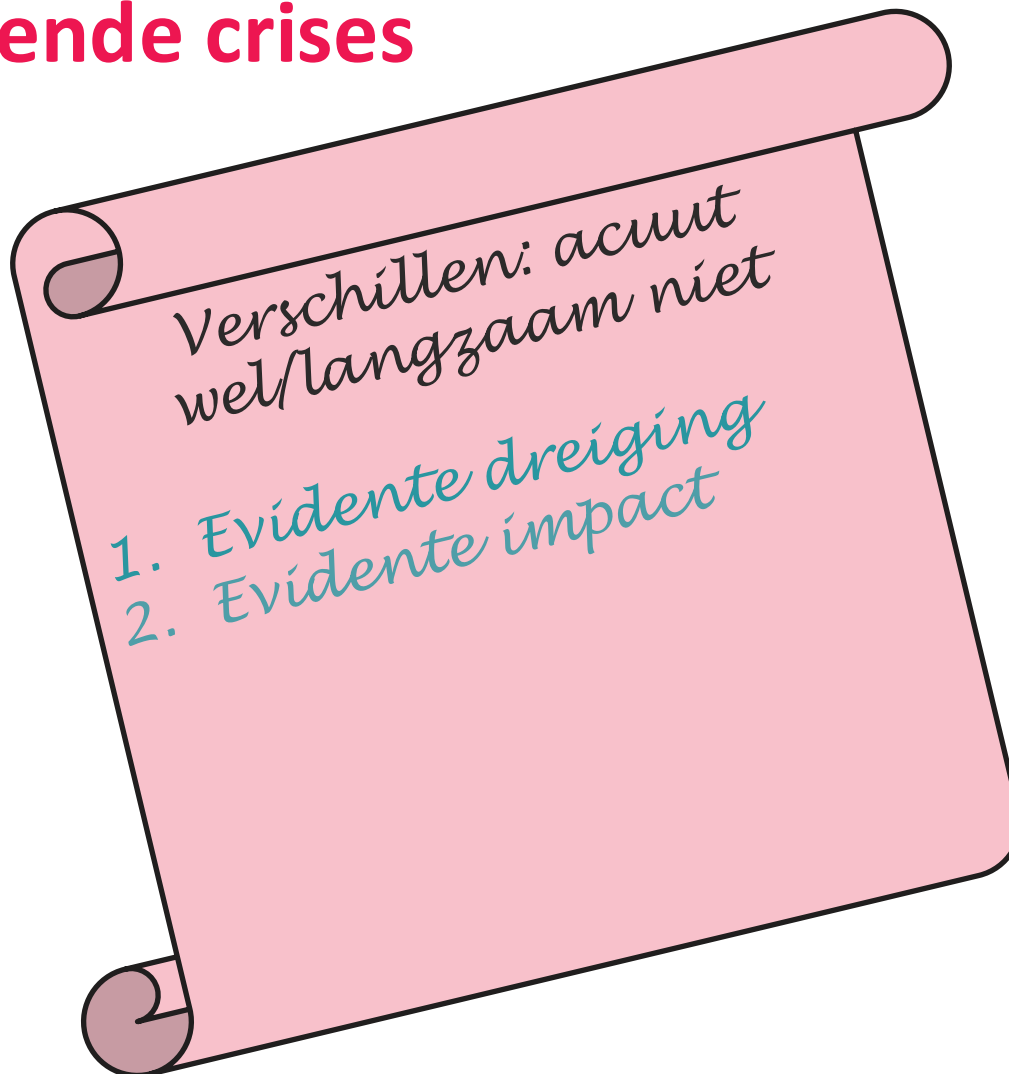 ende crises
Verschillen: acuut
wel/langzaam niet
1. Evidente dreiging
2. Evidente impact